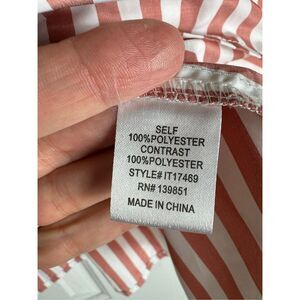 SELF
100%POLYESTER
CONTRAST
100%POLYESTER
STYLE# IT17469
RN# 139851
MADE IN CHINA